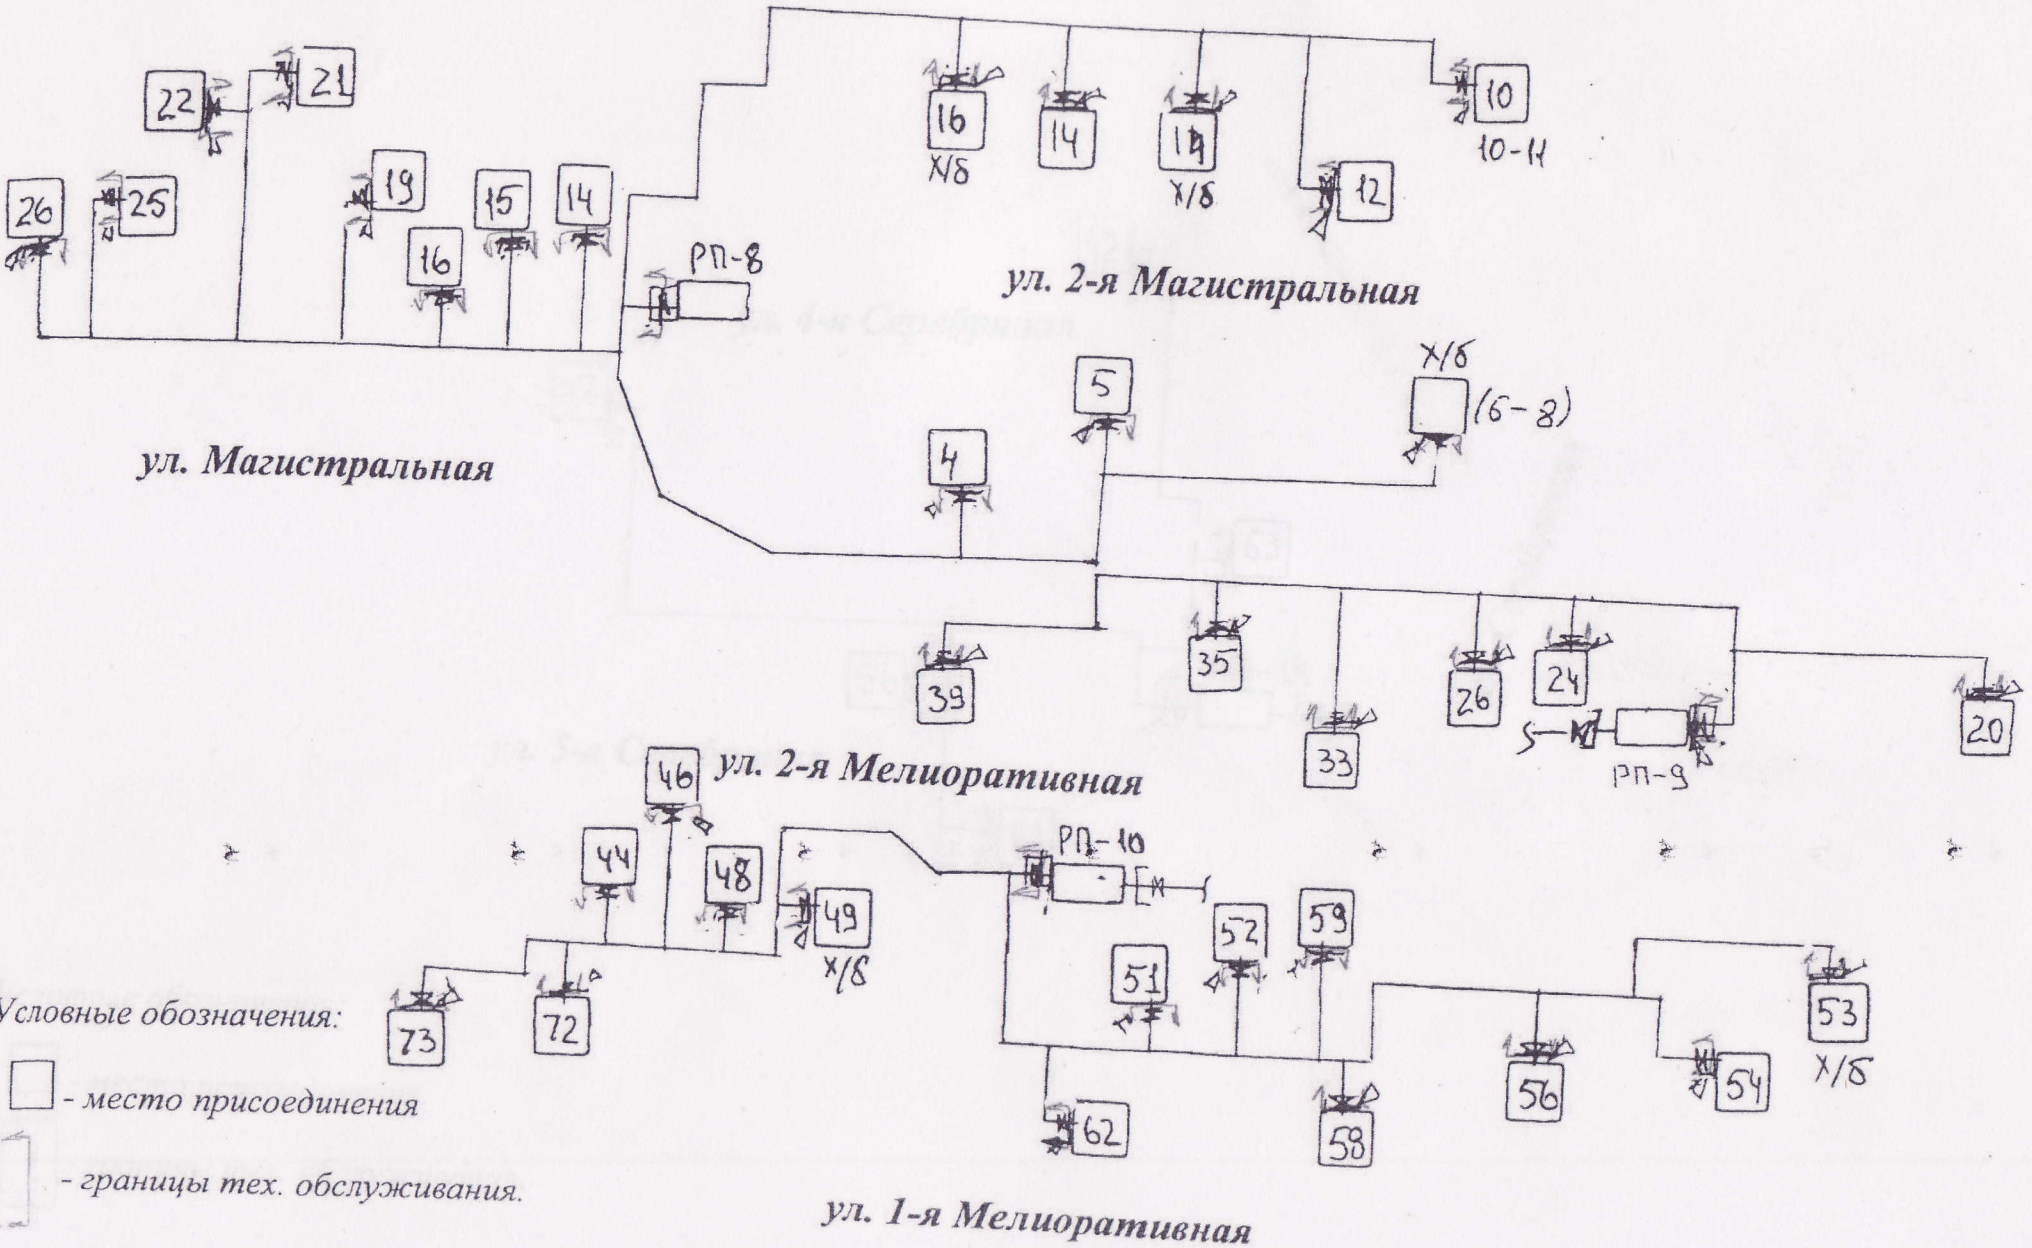 22
21
16
Х/б
14
Х/б
10
10-11
12
26
25
19
16
15
14
РП-8
ул. 2-я Магистральная
ул. Магистральная
4
5
Х/б
(6-8)
39
35
33
26
24
РП-9
20
ул. 2-я Мелиоративная
46
44
48
49
Х/б
РП-10
73
72
51
52
59
62
58
56
54
53
Х/б
Условные обозначения:
- место присоединения
- границы тех. обслуживания.
ул. 1-я Мелиоративная